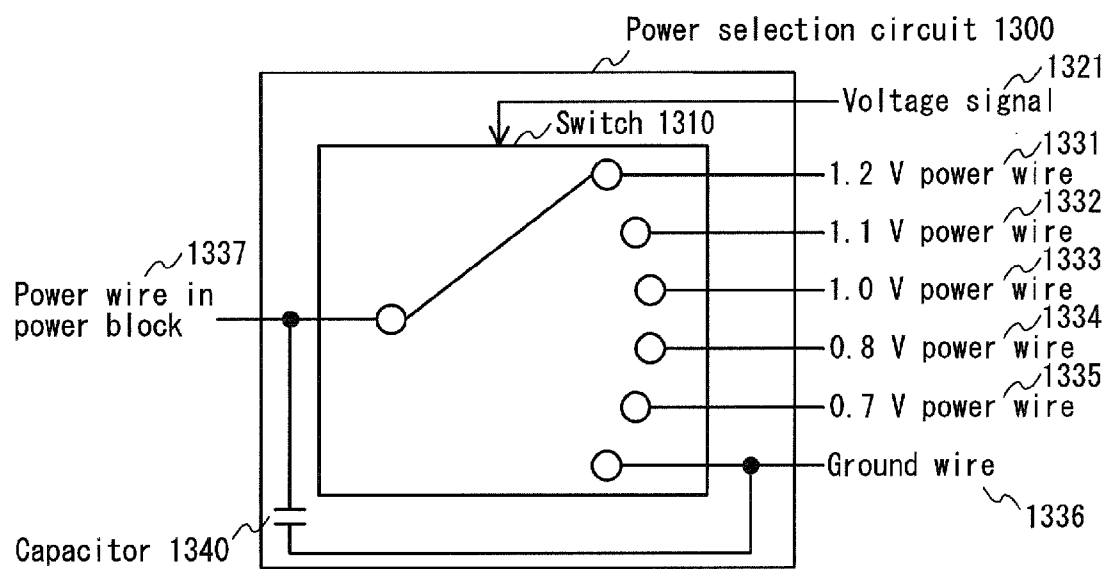 Power selection circuit 1300
1321
Voltage signal
Switch 1310
1331
1.2 V power wire
1332
1.1 V power wire
1333
1.0 V power wire
1334
0.8 V power wire
1335
0.7 V power wire
Ground wire
1336
1337
Power wire in
power block
Capacitor 1340